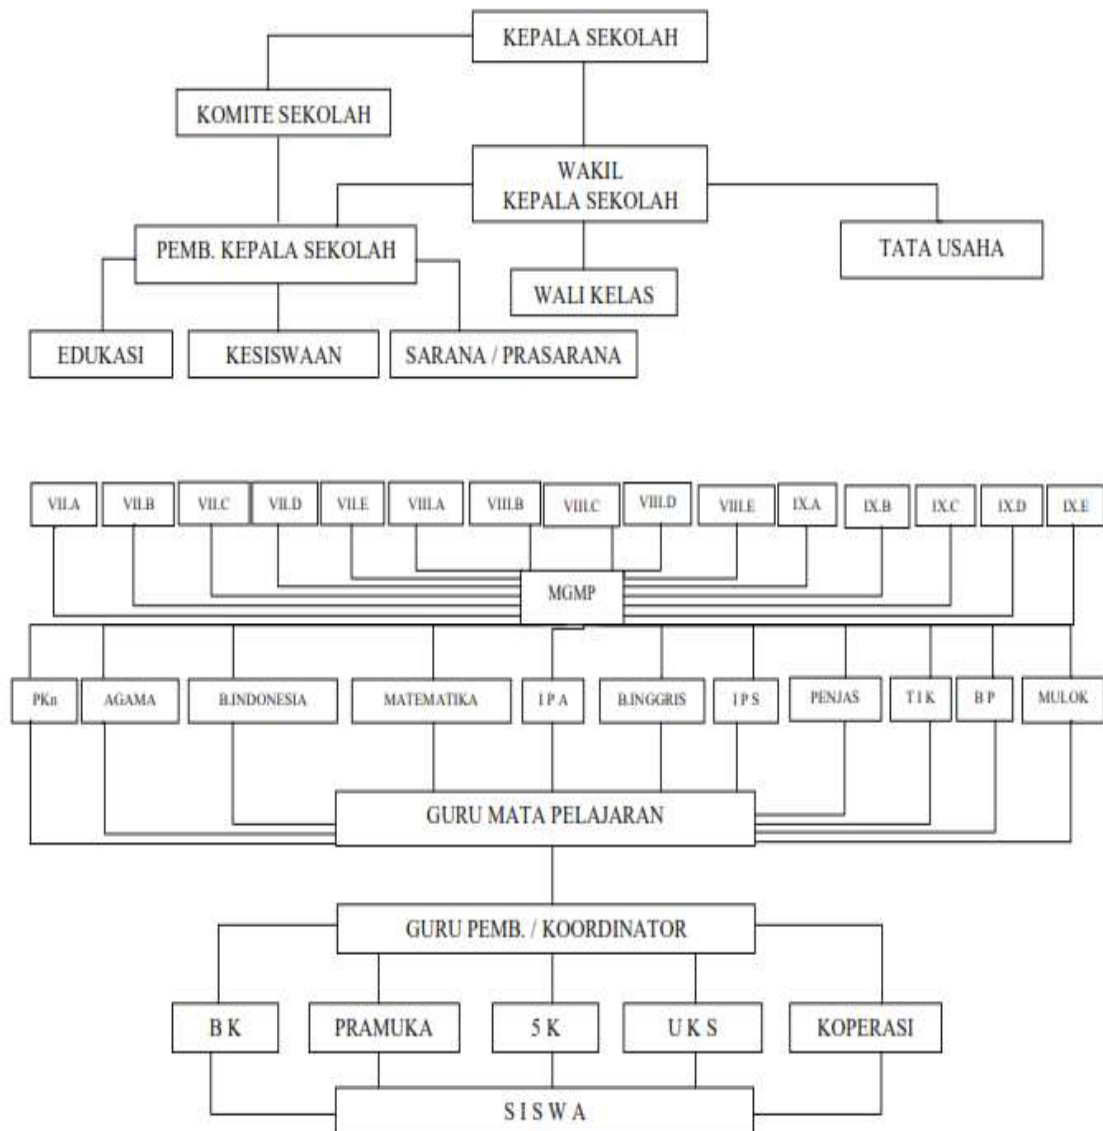 KEPALA SEKOLAH
KOMITE SEKOLAH
WAKIL
KEPALA SEKOLAH
PEMB. KEPALA SEKOLAH
TATA USAHA
WALI KELAS
EDUKASI
KESISWAAN
SARANA / PRASARANA
VII.A
VII.B
VII.C
VII.D
VII.E
VIII.A
VIII.B
VIII.C
VIII.D
VIII.E
IX.A
IX.B
IX.C
IX.D
IX.E
MGMP
PKn
AGAMA
B.INDONESIA
MATEMATIKA
I P A
B.INGGRIS
I P S
PENJAS
T I K
B P
MULOK
GURU MATA PELAJARAN
GURU PEMB. / KOORDINATOR
B K
PRAMUKA
5 K
U K S
KOPERASI
S I S W A